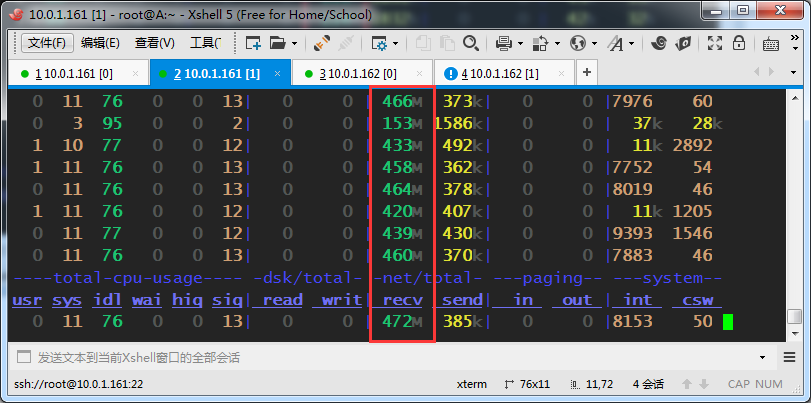 10.0.1.161 [1] - root@A:~ - Xshell 5 (Free for Home/School)
文件(F) 编辑(E) 查看(V) 工具(
1 10.0.1.161 [0] 2 10.0.1.161 [1] 3 10.0.1.162 [0] 4 10.0.1.162 [1] +
0 11 76 0 0 13| 0 0 | 466M 373k| 0 0 |7976 60
0 3 95 0 0 2| 0 0 | 153M 1586k| 0 0 | 37k 28k
1 10 77 0 0 12| 0 0 | 433M 492k| 0 0 | 11k 2892
1 11 76 0 0 13| 0 0 | 458M 362k| 0 0 |7752 54
0 11 76 0 0 13| 0 0 | 464M 378k| 0 0 |8019 46
1 11 76 0 0 12| 0 0 | 420M 407k| 0 0 | 11k 1205
0 11 77 0 0 12| 0 0 | 439M 430k| 0 0 |9393 1546
0 11 76 0 0 13| 0 0 | 460M 370k| 0 0 |7883 46
----total-cpu-usage---- -dsk/total- -net/total- ---paging-- ---system--
usr sys idl wai hiq siq| read writ| recv send| in out | int csw
0 11 76 0 0 13| 0 0 | 472M 385k| 0 0 |8153 50
发送文本到当前Xshell窗口的全部会话
ssh://root@10.0.1.161:22 xterm 76x11 11,72 4 会话 CAP NUM